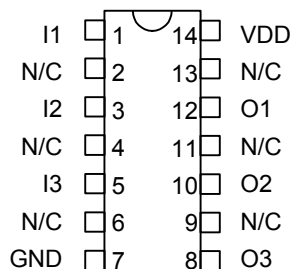 I1 1 14 VDD
N/C 2 13 N/C
I2 3 12 O1
N/C 4 11 N/C
I3 5 10 O2
N/C 6 9 N/C
GND 7 8 O3